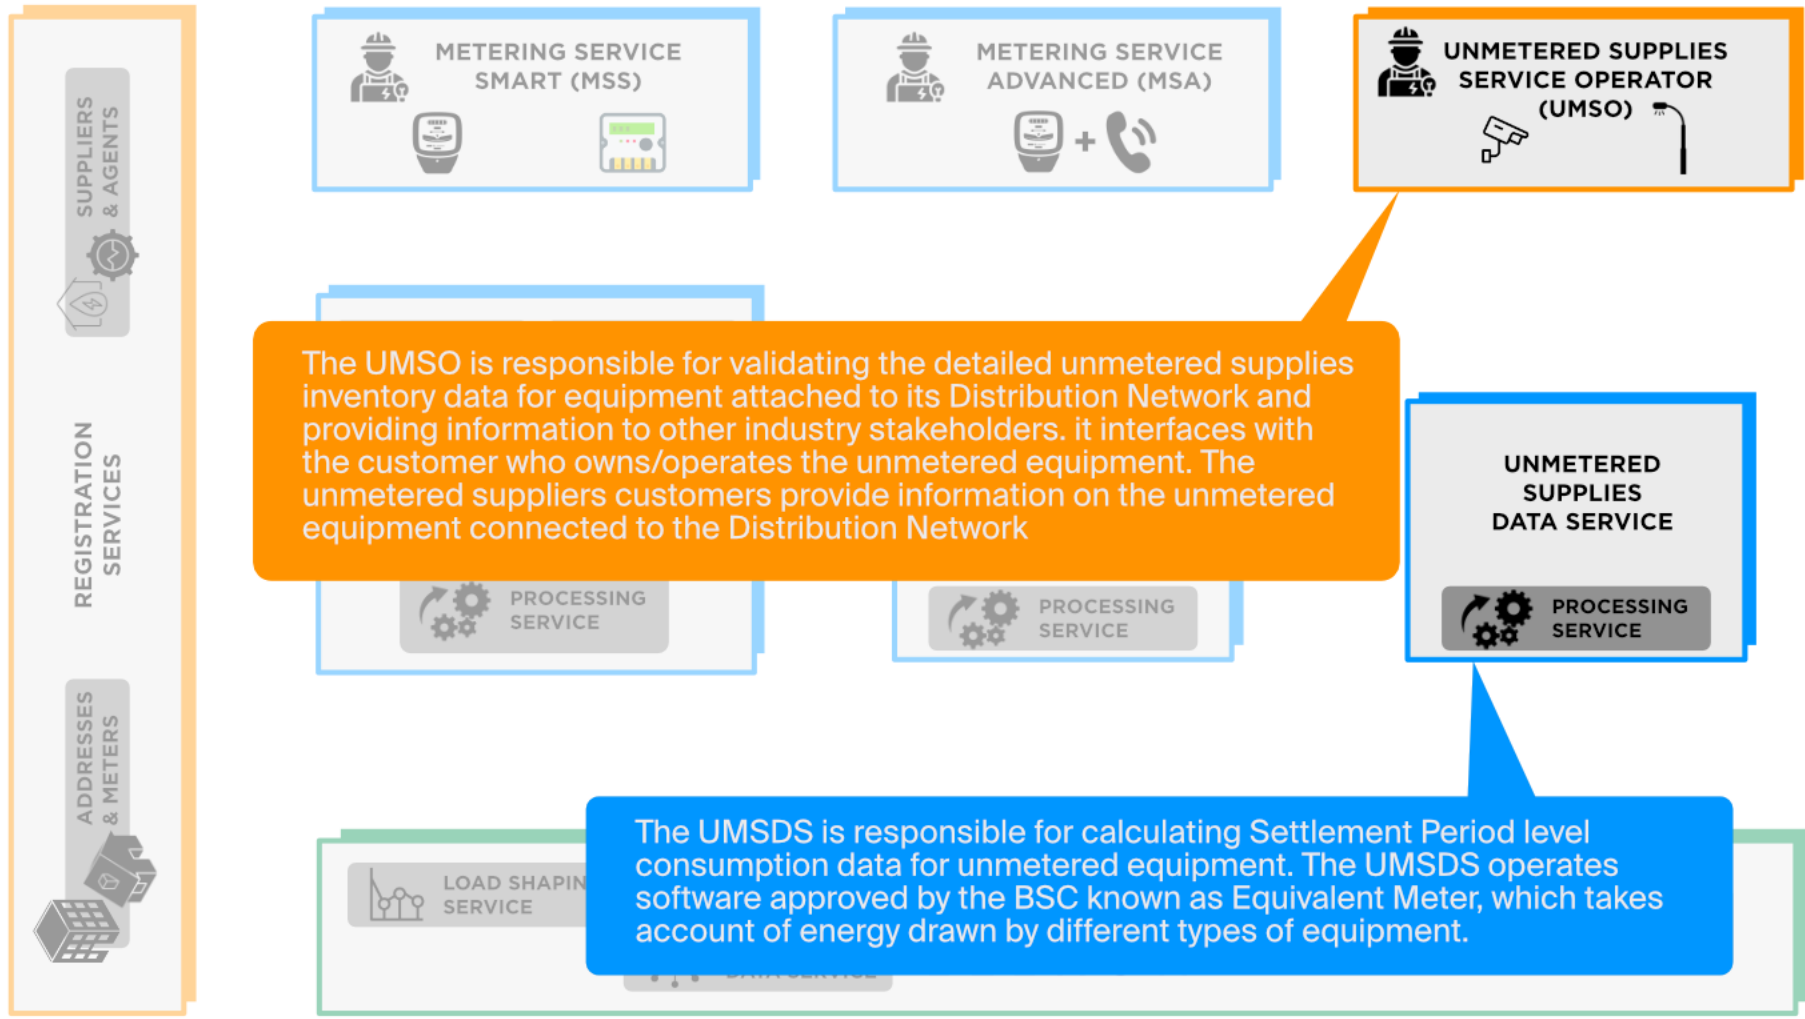 SUPPLIERS
& AGENTS
REGISTRATION
SERVICES
ADDRESSES
& METERS
METERING SERVICE
SMART (MSS)
METERING SERVICE
ADVANCED (MSA)
UNMETERED SUPPLIES
SERVICE OPERATOR
(UMSO)
The UMSO is responsible for validating the detailed unmetered supplies
inventory data for equipment attached to its Distribution Network and
providing information to other industry stakeholders. it interfaces with
the customer who owns/operates the unmetered equipment. The
unmetered suppliers customers provide information on the unmetered
equipment connected to the Distribution Network
PROCESSING
SERVICE
PROCESSING
SERVICE
UNMETERED
SUPPLIES
DATA SERVICE
PROCESSING
SERVICE
LOAD SHAPIN
SERVICE
The UMSDS is responsible for calculating Settlement Period level
consumption data for unmetered equipment. The UMSDS operates
software approved by the BSC known as Equivalent Meter, which takes
account of energy drawn by different types of equipment.
DATA SERVICE